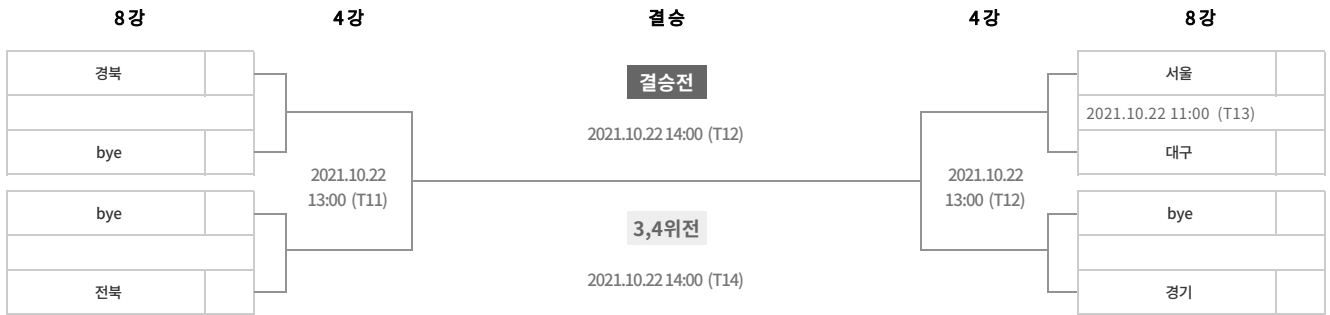 8강 4강 결승 4강 8강
경북
bye
bye
전북
2021.10.22
13:00 (T11)
결승전
2021.10.22 14:00 (T12)
3,4위전
2021.10.22 14:00 (T14)
2021.10.22
13:00 (T12)
서울
2021.10.22 11:00 (T13)
대구
bye
경기